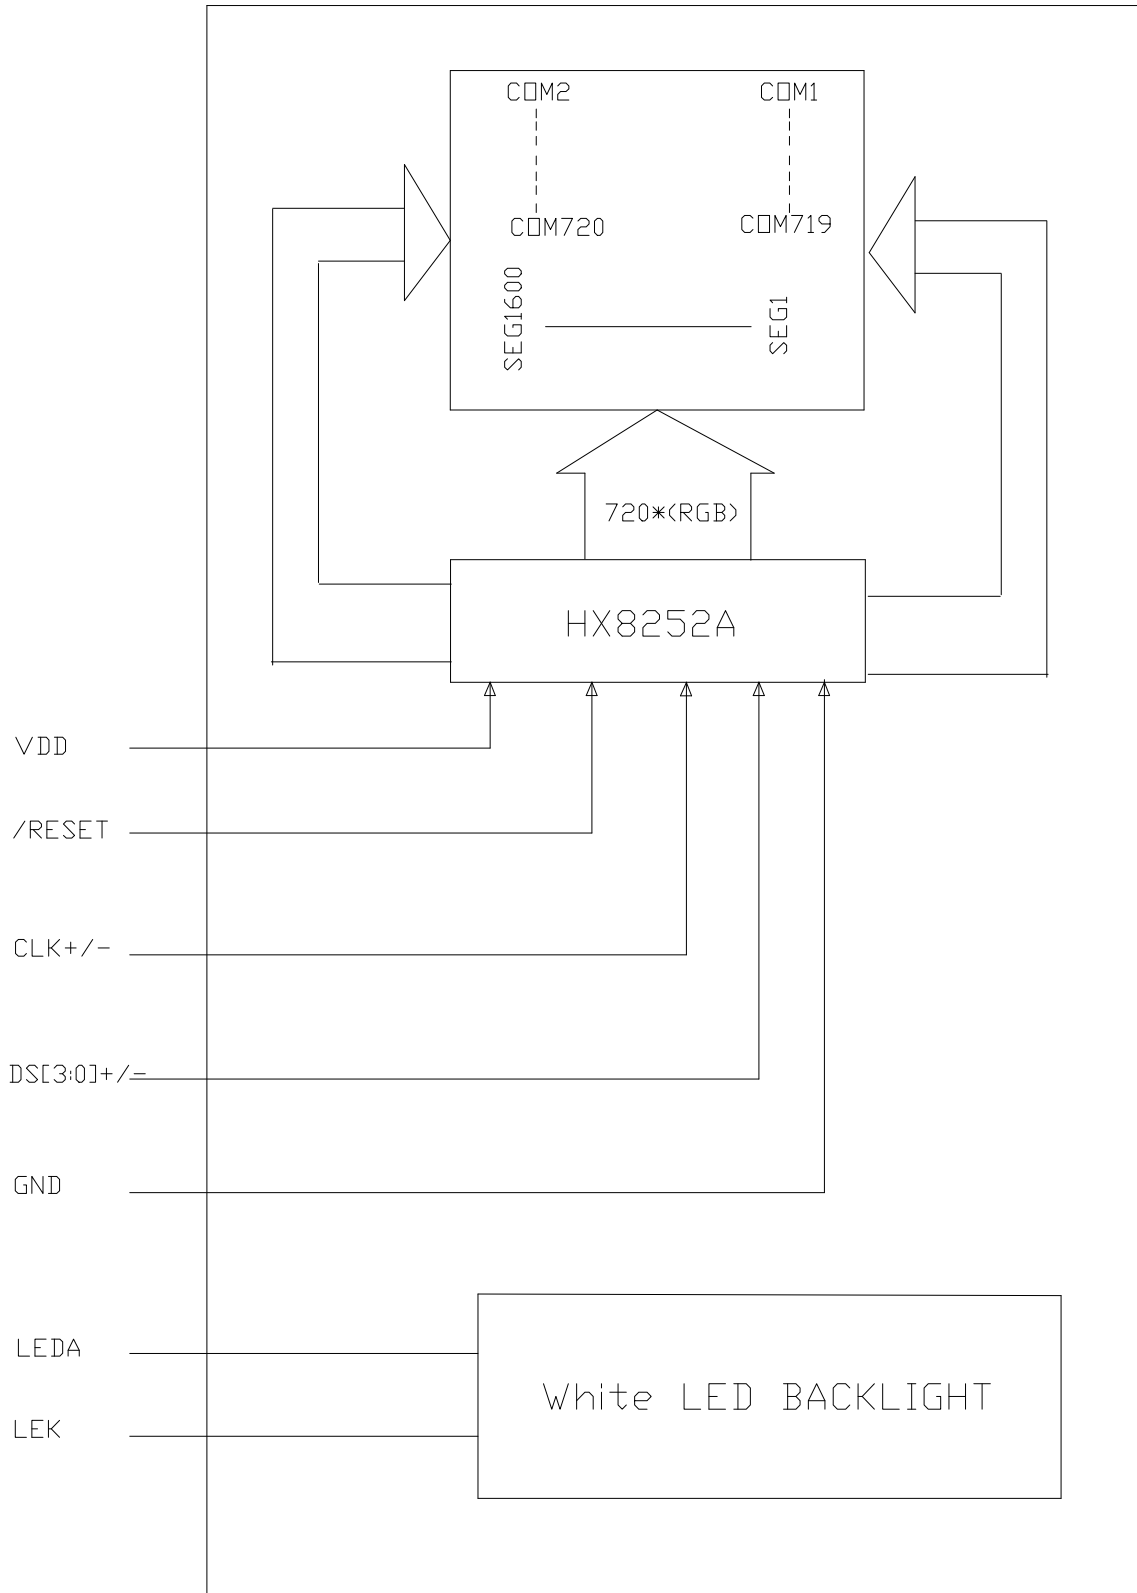 COM2
COM1
COM720
COM719
SEG1600
SEG1
720*(RGB)
HX8252A
VDD
/RESET
CLK+/-
DS[3:0]+/-
GND
LEDA
LEK
White LED BACKLIGHT